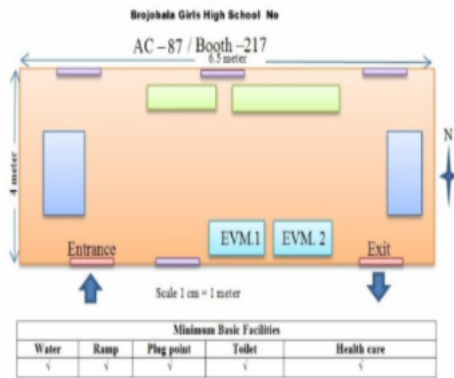 Brojobala Girls High School No
AC – 87 / Booth –217
6.5 meter
4 meter
N
EVM.1 EVM. 2
Entrance Exit
Scale 1 cm = 1 meter
Minimum Basic Facilities
Water Ramp Plug point Toilet Health care
√ √ √ √ √